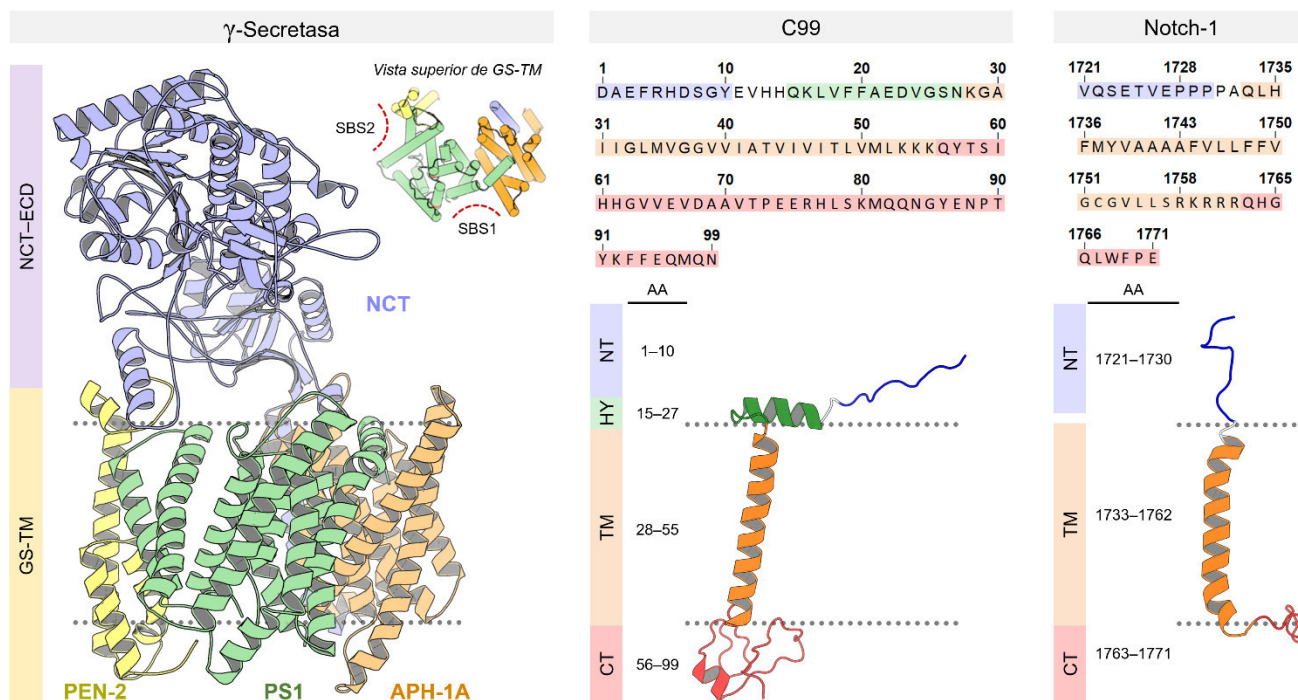 γ-Secretasa
NCT–ECD
GS-TM
Vista superior de GS-TM
SBS2
SBS1
NCT
PEN-2
PS1
APH-1A
C99
1 10 20 30
DAEFRHDSGYEVHHQKLVFFAEDVGSNKGA
31 40 50 60
IIGLMVGGVVIATVIVITLVMLKKKQYTSI
61 70 80 90
HHGVVEVDAAVTPEERHLSKMQQNGYENPT
91 99
YKFFEQMQN
AA
NT
1–10
HY
15–27
TM
28–55
CT
56–99
Notch-1
1721 1728 1735
VQSETVEPPPPAQLH
1736 1743 1750
FMYVAAAAFVLLFFV
1751 1758 1765
GCGVLLSRKRRRQHG
1766 1771
QLWFPE
AA
NT
1721–1730
TM
1733–1762
CT
1763–1771